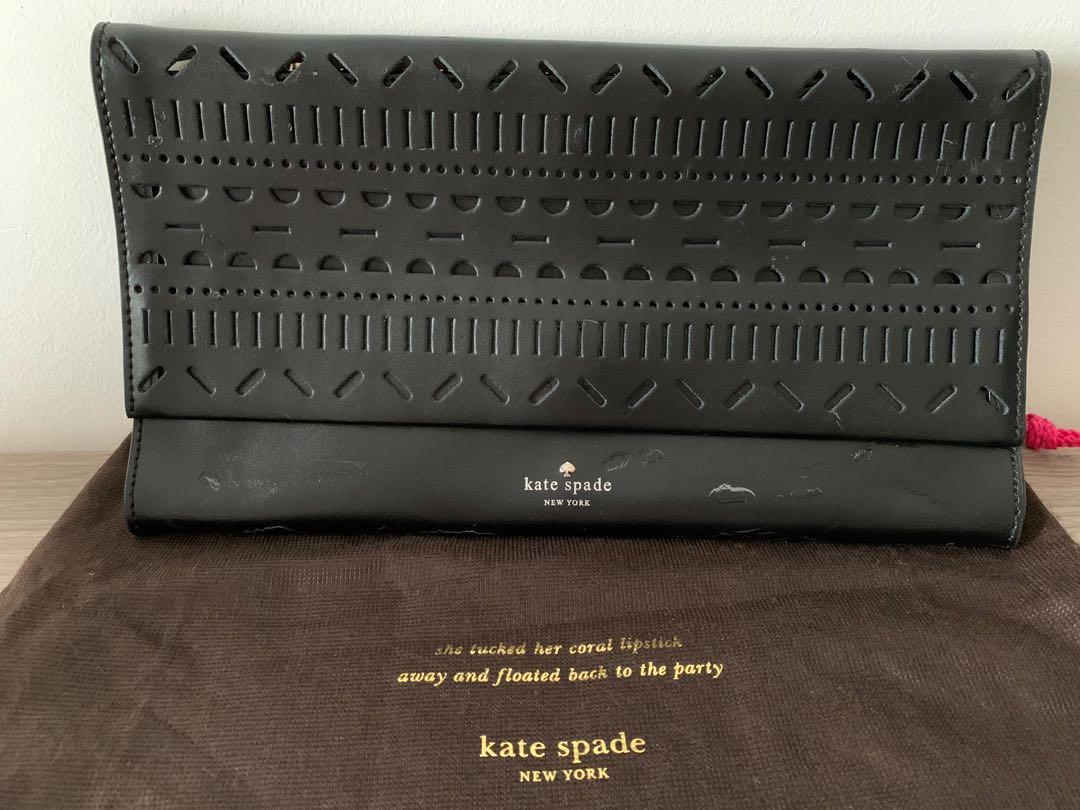 kate spade
NEW YORK
she tucked her coral lipstick
away and floated back to the party
kate spade
NEW YORK